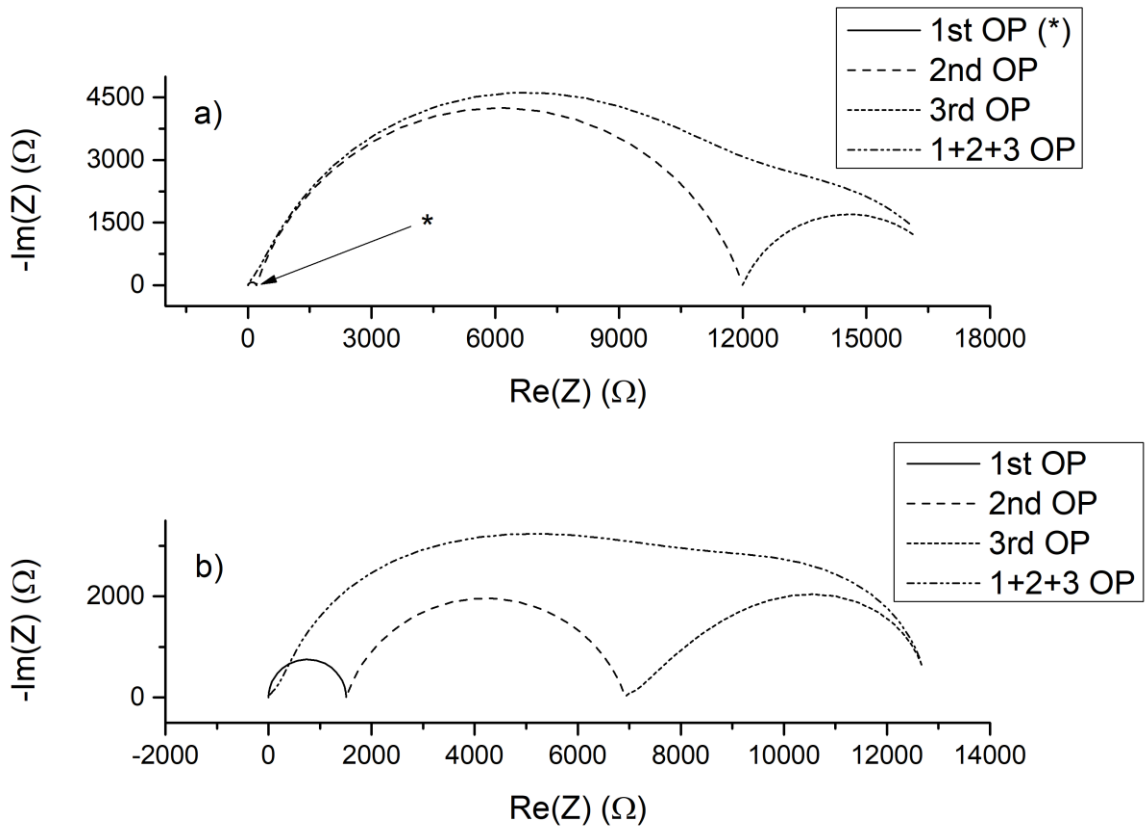 1st OP (*)
2nd OP
3rd OP
1+2+3 OP
a)
*
4500
3000
1500
0
-Im(Z) (Ω)
0 3000 6000 9000 12000 15000 18000
Re(Z) (Ω)
1st OP
2nd OP
3rd OP
1+2+3 OP
b)
2000
0
-Im(Z) (Ω)
-2000 0 2000 4000 6000 8000 10000 12000 14000
Re(Z) (Ω)